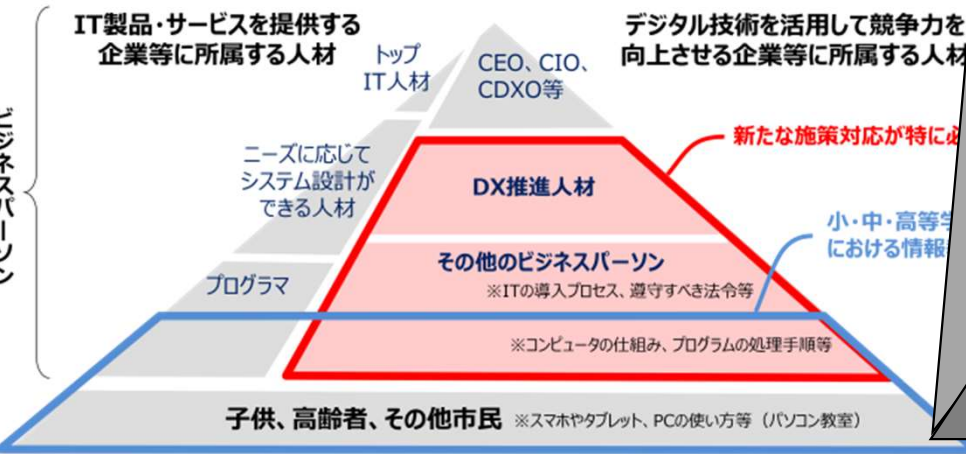 IT製品・サービスを提供する
企業等に所属する人材
デジタル技術を活用して競争力を
向上させる企業等に所属する人材
ビジネスパーソン
トップ
IT人材
CEO、CIO、
CDXO等
新たな施策対応が特に
ニーズに応じて
システム設計が
できる人材
DX推進人材
小・中・高等
における情報
プログラマ
その他のビジネスパーソン
※ITの導入プロセス、遵守すべき法令等
※コンピュータの仕組み、プログラムの処理手順等
子供、高齢者、その他市民 ※スマホやタブレット、PCの使い方等（パソコン教室）